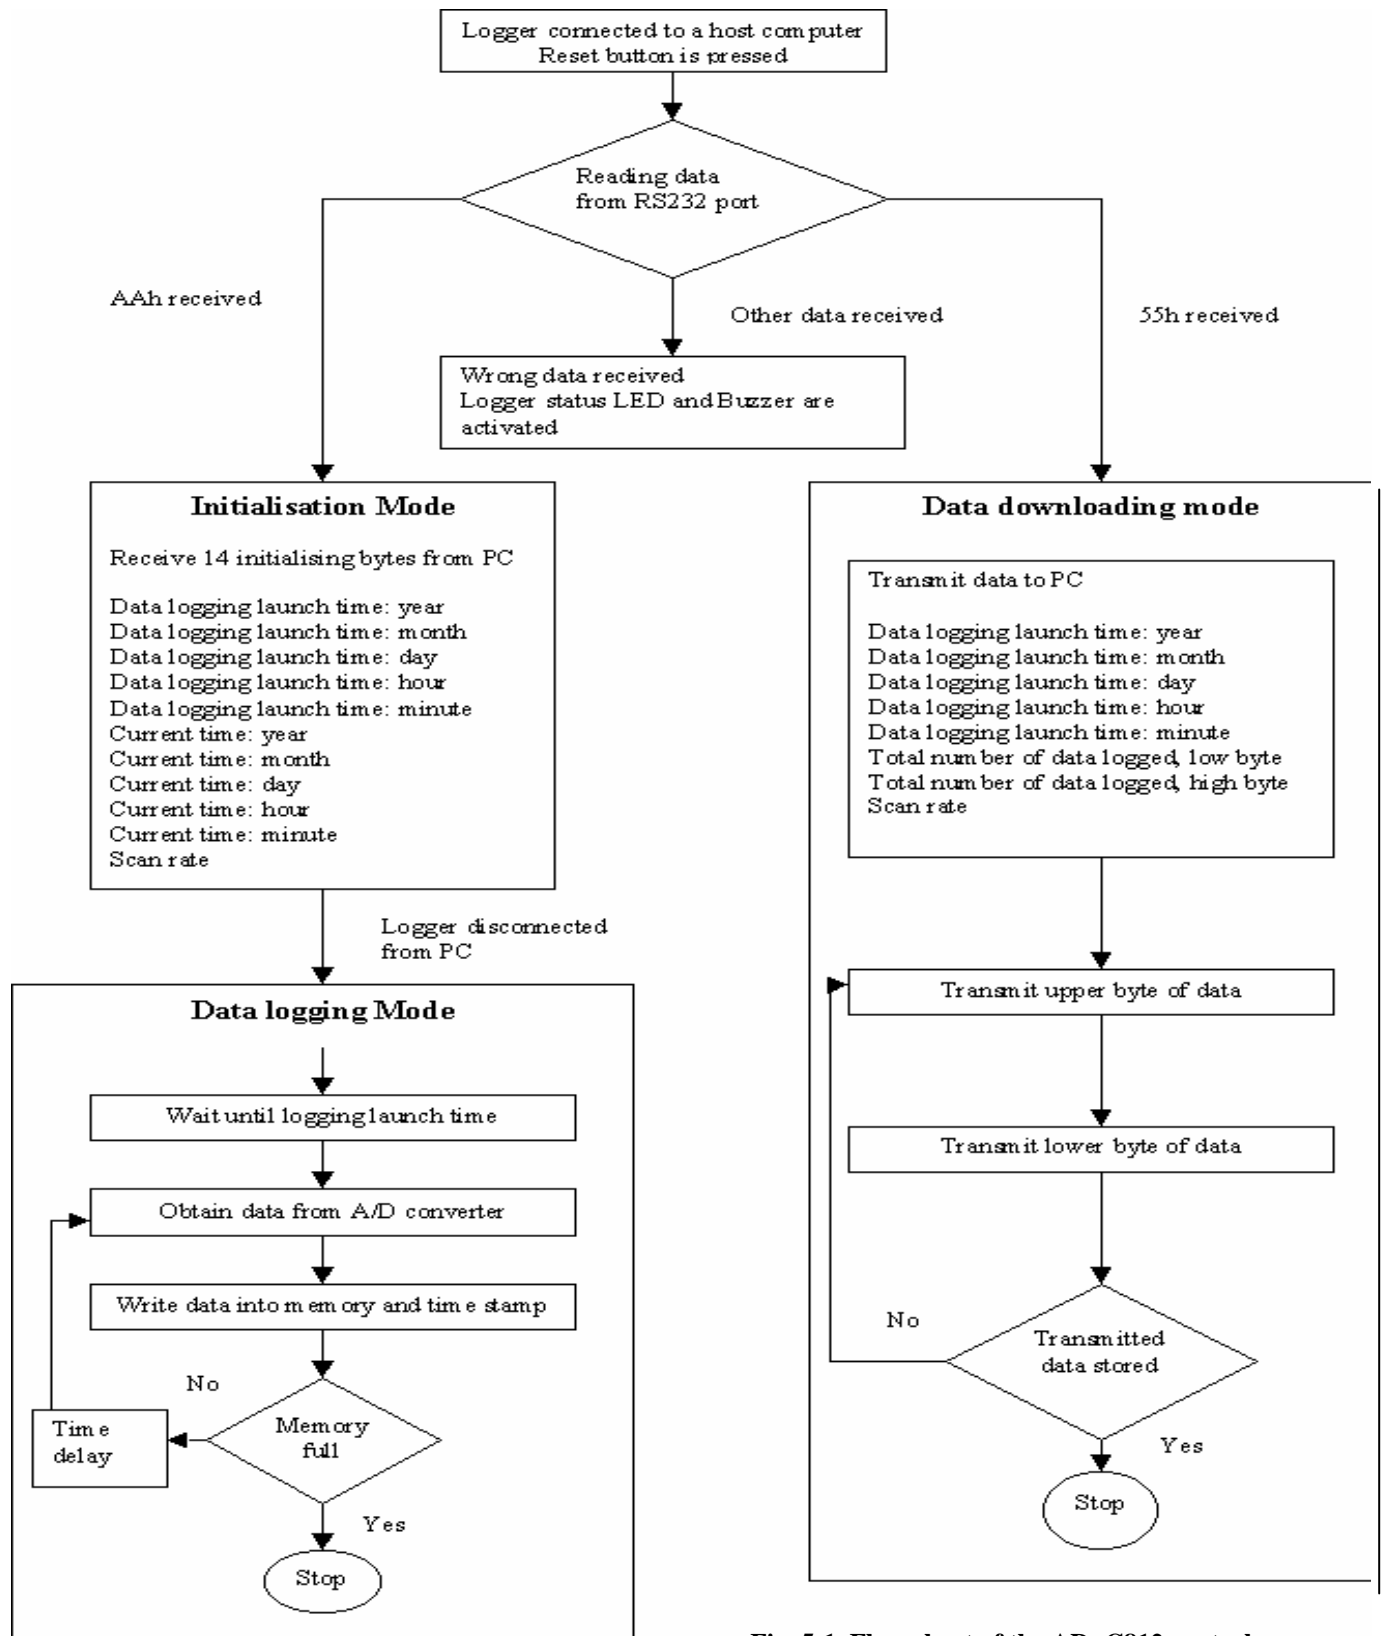 Logger connected to a host computer
Reset button is pressed
Reading data
from RS232 port
AAh received
Other data received
55h received
Wrong data received
Logger status LED and Buzzer are
activated
Initialisation Mode
Receive 14 initialising bytes from PC
Data logging launch time: year
Data logging launch time: month
Data logging launch time: day
Data logging launch time: hour
Data logging launch time: minute
Current time: year
Current time: month
Current time: day
Current time: hour
Current time: minute
Scan rate
Logger disconnected
from PC
Data logging Mode
Wait until logging launch time
Obtain data from A/D converter
Write data into memory and time stamp
No
Time
delay
Memory
full
Yes
Stop
Data downloading mode
Transmit data to PC
Data logging launch time: year
Data logging launch time: month
Data logging launch time: day
Data logging launch time: hour
Data logging launch time: minute
Total number of data logged, low byte
Total number of data logged, high byte
Scan rate
Transmit upper byte of data
Transmit lower byte of data
No
Transmitted
data stored
Yes
Stop